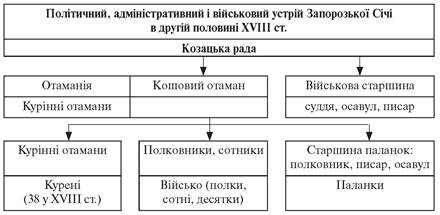 Політичний, адміністративний і військовий устрій Запорозької Січі
в другій половині XVIII ст.
Козацька рада
Отаманія
Курінні отамани
Кошовий отаман
Військова старшина
суддя, осавул, писар
Курінні отамани
Курені
(38 у XVIII ст.)
Полковники, сотники
Військо (полки,
сотні, десятки)
Старшина паланок:
полковник, писар, осавул
Паланки